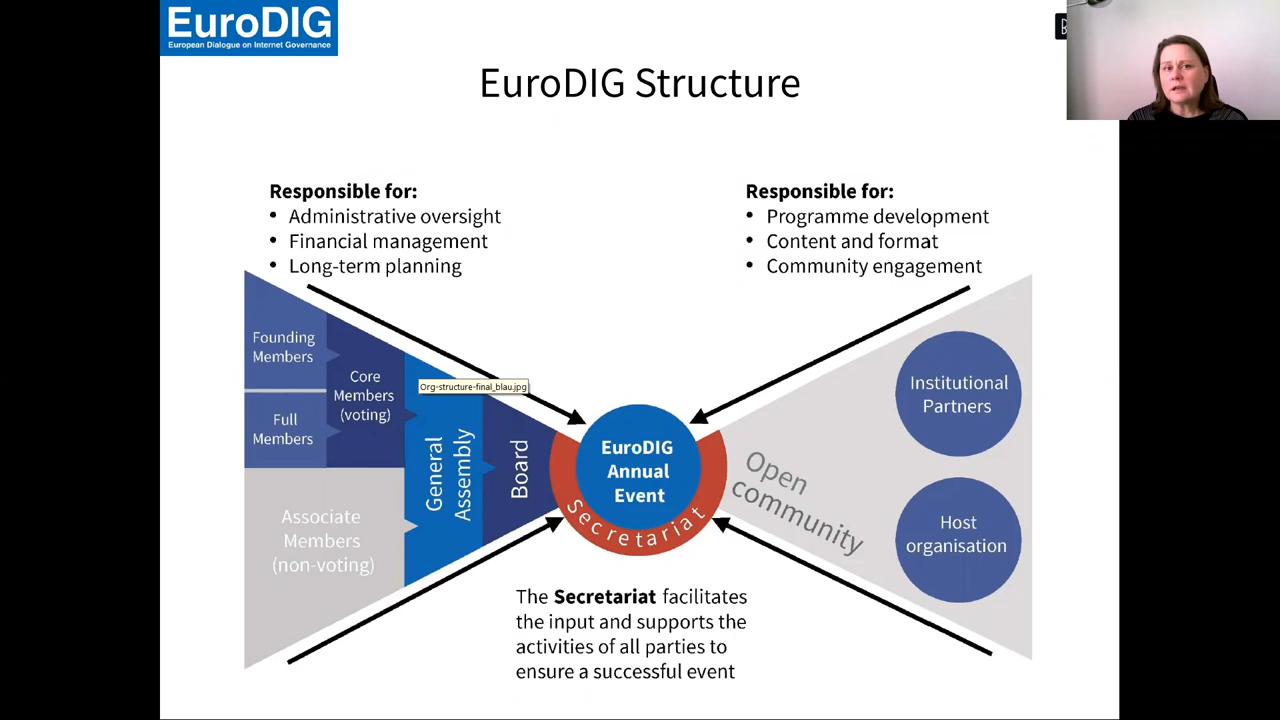 EuroDIG
European Dialogue on Internet Governance
EuroDIG Structure
Responsible for:
• Administrative oversight
• Financial management
• Long-term planning
Responsible for:
• Programme development
• Content and format
• Community engagement
Founding
Members
Full
Members
Core
Members
(voting)
Associate
Members
(non-voting)
Org-structure-final_blau.jpg
General
Assembly
Board
EuroDIG
Annual
Event
Secretariat
Open
community
Institutional
Partners
Host
organisation
The Secretariat facilitates
the input and supports the
activities of all parties to
ensure a successful event